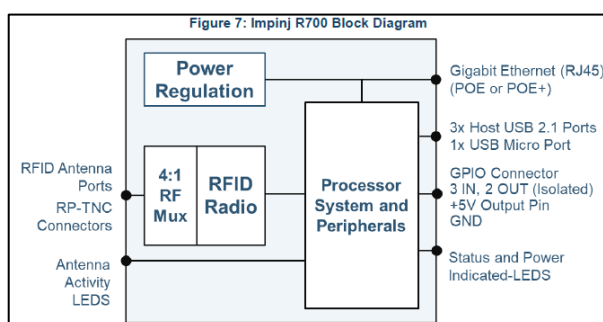 Figure 7: Impinj R700 Block Diagram
Power
Regulation
Gigabit Ethernet (RJ45)
(POE or POE+)
3x Host USB 2.1 Ports
1x USB Micro Port
RFID Antenna
Ports
RP-TNC
Connectors
4:1
RF
Mux
RFID
Radio
Processor
System and
Peripherals
GPIO Connector
3 IN, 2 OUT (Isolated)
+5V Output Pin
GND
Antenna
Activity
LEDS
Status and Power
Indicated-LEDS